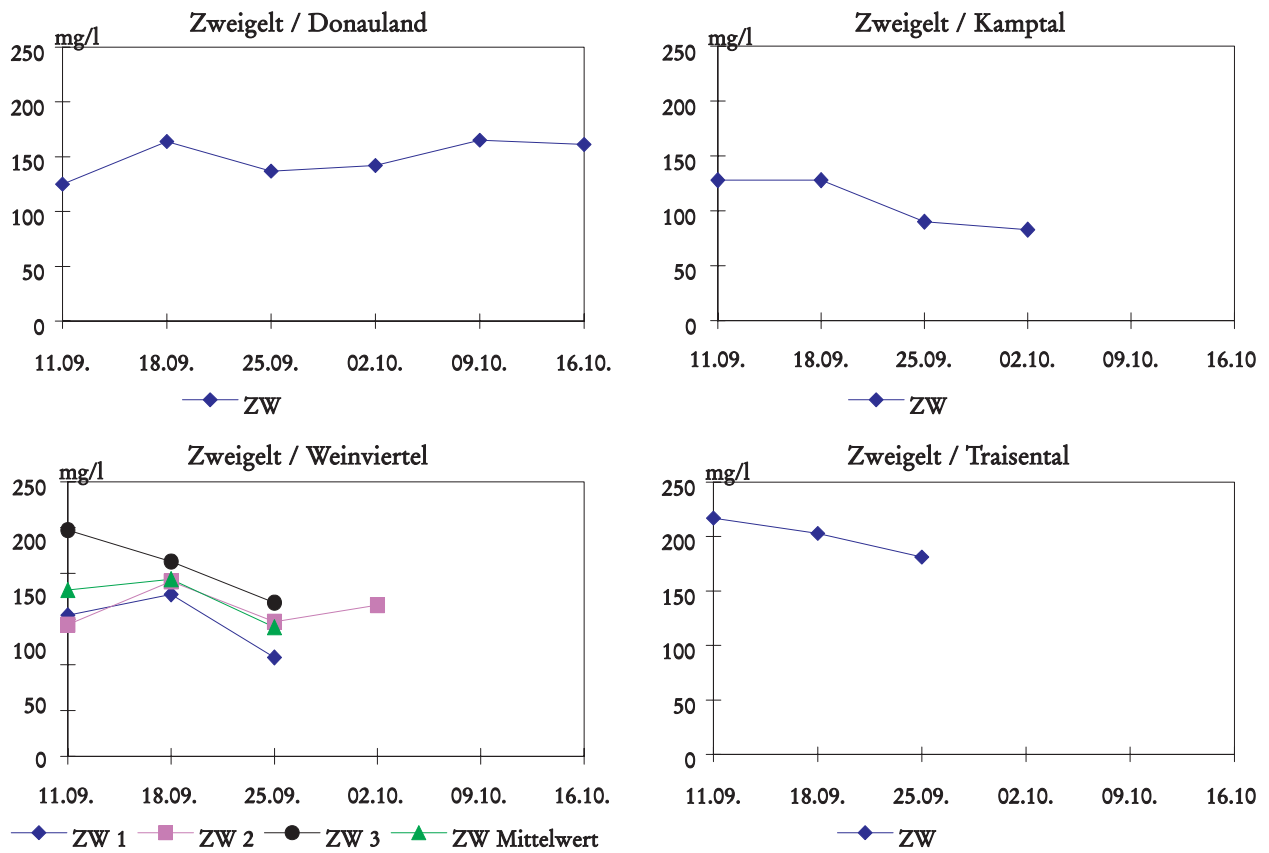 Zweigelt / Donauland
mg/l
250
200
150
100
50
0
11.09. 18.09. 25.09. 02.10. 09.10. 16.10.
ZW
Zweigelt / Kamptal
mg/l
250
200
150
100
50
0
11.09. 18.09. 25.09. 02.10. 09.10. 16.10
ZW
Zweigelt / Weinviertel
mg/l
250
200
150
100
50
0
11.09. 18.09. 25.09. 02.10. 09.10. 16.10.
ZW 1 ZW 2 ZW 3 ZW Mittelwert
Zweigelt / Traisental
mg/l
250
200
150
100
50
0
11.09. 18.09. 25.09. 02.10. 09.10. 16.10
ZW